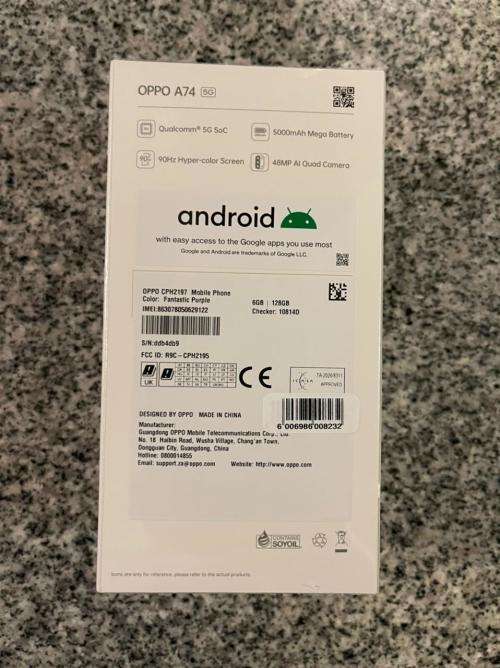 OPPO A74 5G
Qualcomm® 5G SoC
5000mAh Mega Battery
90Hz Hyper-color Screen
48MP AI Quad Camera
android
with easy access to the Google apps you use most
Google and Android are trademarks of Google LLC.
OPPO CPH2197 Mobile Phone
Color: Fantastic Purple
6GB | 128GB
IMEI:863078050629122
Checker: 10814D
S/N:ddb4db9
FCC ID: R9C-CPH2195
UK
CE
ICASA
APPROVED
DESIGNED BY OPPO MADE IN CHINA
6 006986 008232
Manufacturer:
Guangdong OPPO Mobile Telecommunications Corp., Ltd.
No. 18 Haibin Road, Wusha Village, Chang'an Town,
Dongguan City, Guangdong, China
Hotline: 0800014855
Email: support.za@oppo.com Website: http://www.oppo.com
CONTAINS
SOYOIL
Icons are only for reference, please refer to the actual products.